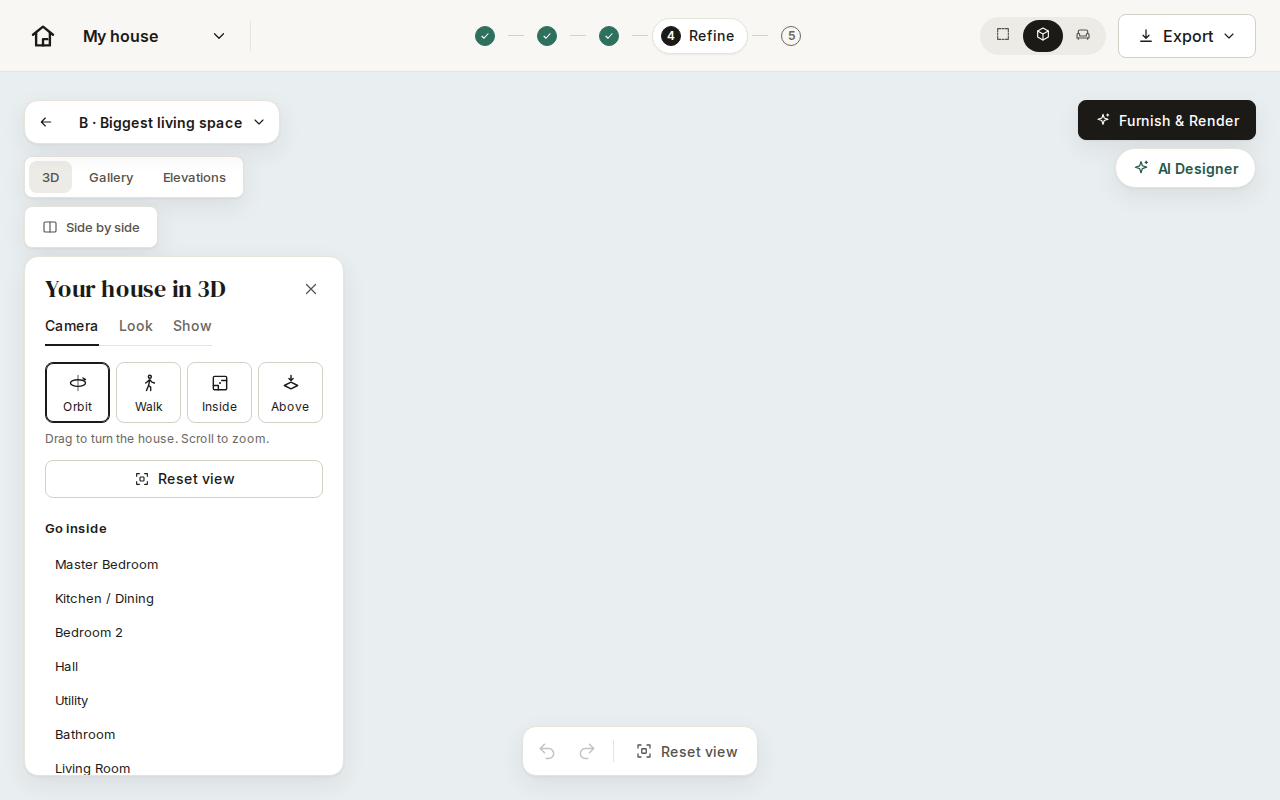 My house
4 Refine
5
Export
B · Biggest living space
Furnish & Render
3D
Gallery
Elevations
AI Designer
Side by side
Your house in 3D
Camera
Look
Show
Orbit
Walk
Inside
Above
Drag to turn the house. Scroll to zoom.
Reset view
Go inside
Master Bedroom
Kitchen / Dining
Bedroom 2
Hall
Utility
Bathroom
Living Room
Reset view